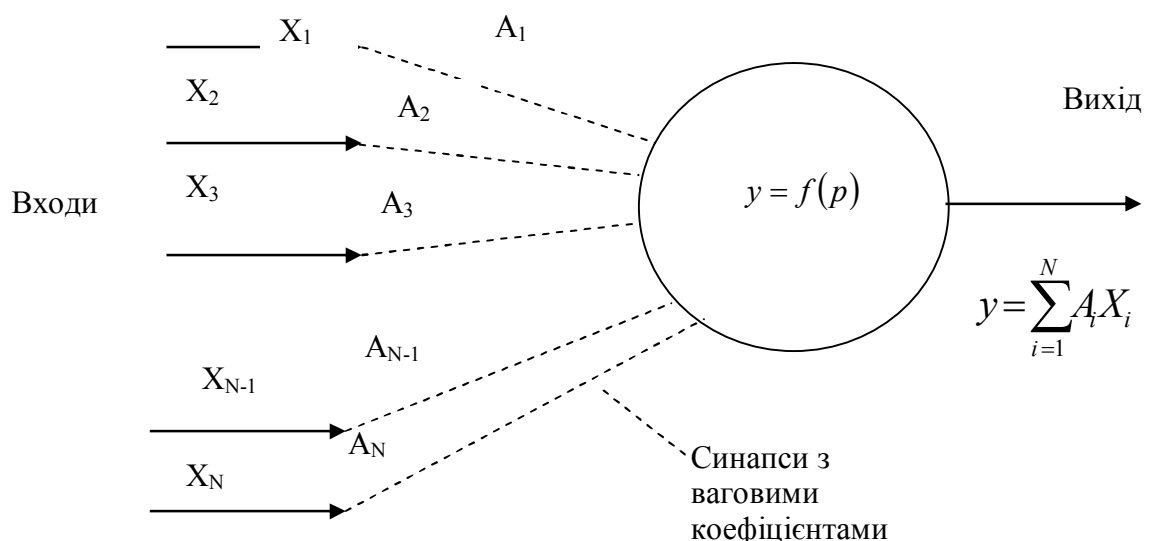 X₁
A₁
X₂
A₂
Вихід
X₃
A₃
Входи
y = f(p)
y = ∑_{i=1}^{N} A_i X_i
A_{N-1}
X_{N-1}
A_N
X_N
Синапси з
ваговими
коефіцієнтами